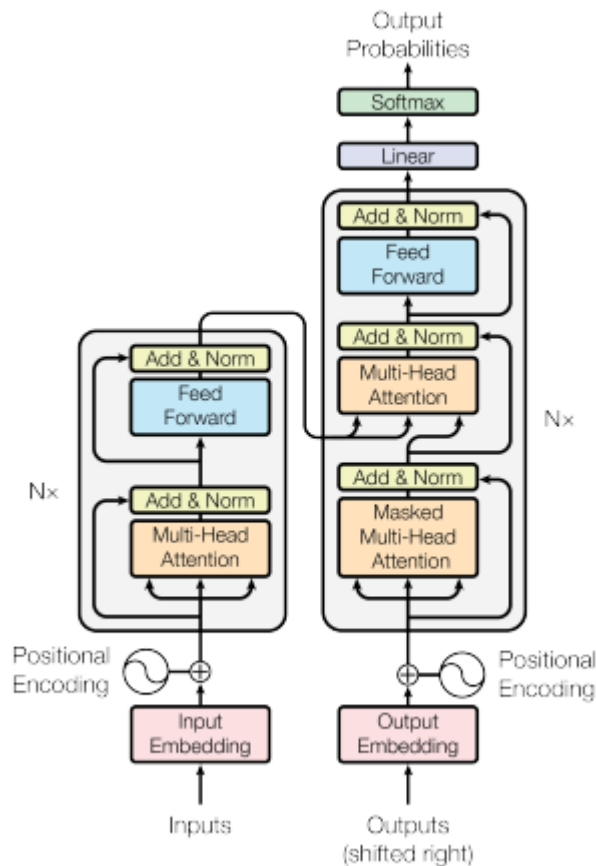 Output
Probabilities
Softmax
Linear
Add & Norm
Feed
Forward
Add & Norm
Multi-Head
Attention
N×
Add & Norm
Masked
Multi-Head
Attention
Positional
Encoding
Output
Embedding
Outputs
(shifted right)
Add & Norm
Feed
Forward
N×
Add & Norm
Multi-Head
Attention
Positional
Encoding
Input
Embedding
Inputs